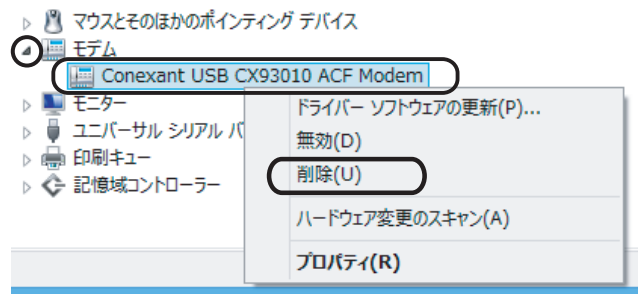 マウスとそのほかのポインティング デバイス
モデム
Conexant USB CX93010 ACF Modem
モニター
ユニバーサル シリアル バ
印刷キュー
記憶域コントローラー
ドライバー ソフトウェアの更新(P)...
無効(D)
削除(U)
ハードウェア変更のスキャン(A)
プロパティ(R)